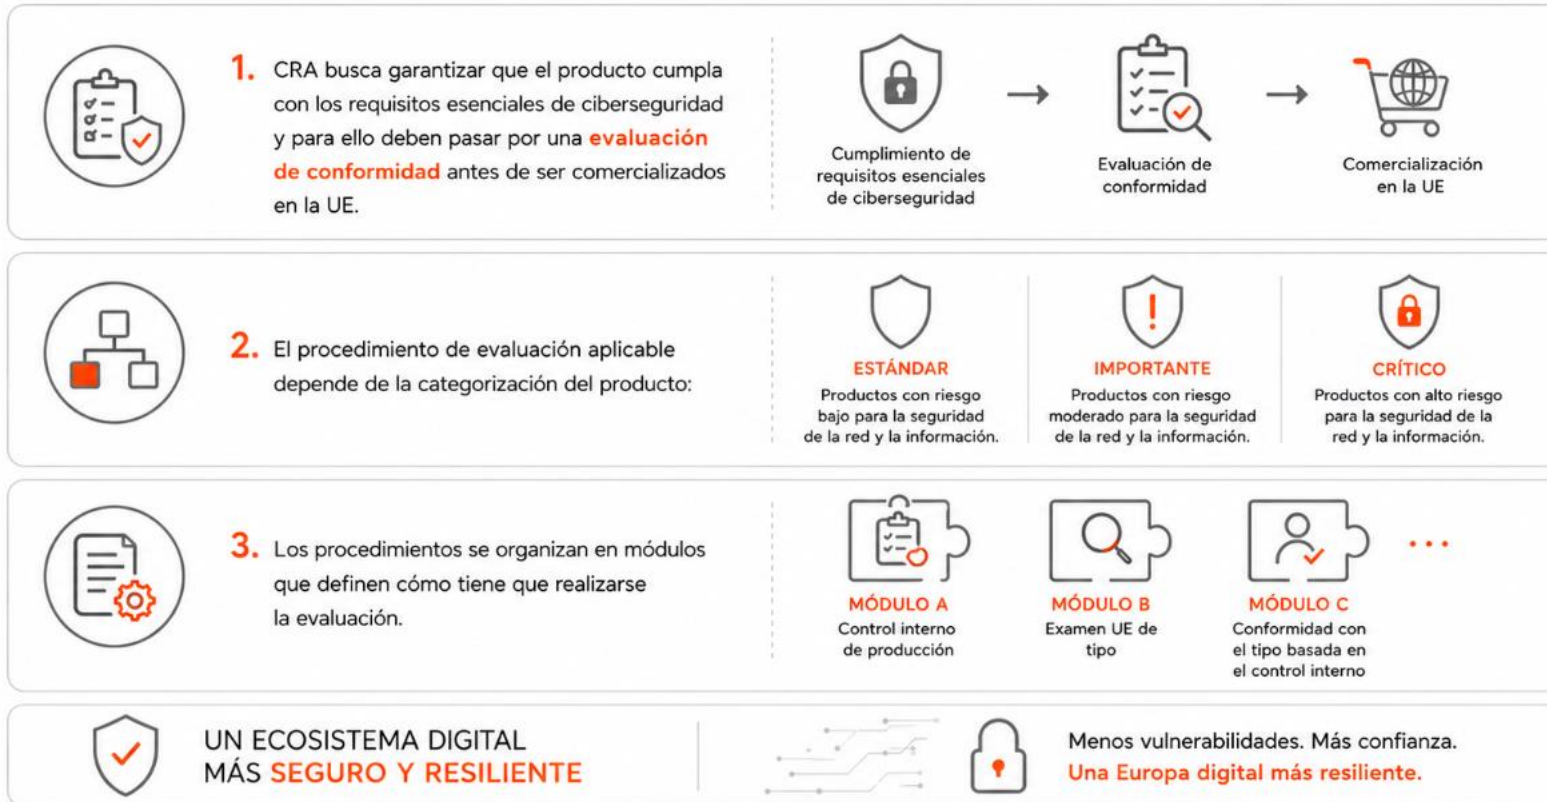 1. CRA busca garantizar que el producto cumpla
con los requisitos esenciales de ciberseguridad
y para ello deben pasar por una evaluación
de conformidad antes de ser comercializados
en la UE.
Cumplimiento de
requisitos esenciales
de ciberseguridad
Evaluación de
conformidad
Comercialización
en la UE
2. El procedimiento de evaluación aplicable
depende de la categorización del producto:
ESTÁNDAR
Productos con riesgo
bajo para la seguridad
de la red y la información.
IMPORTANTE
Productos con riesgo
moderado para la seguridad
de la red y la información.
CRÍTICO
Productos con alto riesgo
para la seguridad de la
red y la información.
3. Los procedimientos se organizan en módulos
que definen cómo tiene que realizarse
la evaluación.
MÓDULO A
Control interno
de producción
MÓDULO B
Examen UE de
tipo
MÓDULO C
Conformidad con
el tipo basada en
el control interno
...
UN ECOSISTEMA DIGITAL
MÁS SEGURO Y RESILIENTE
Menos vulnerabilidades. Más confianza.
Una Europa digital más resiliente.